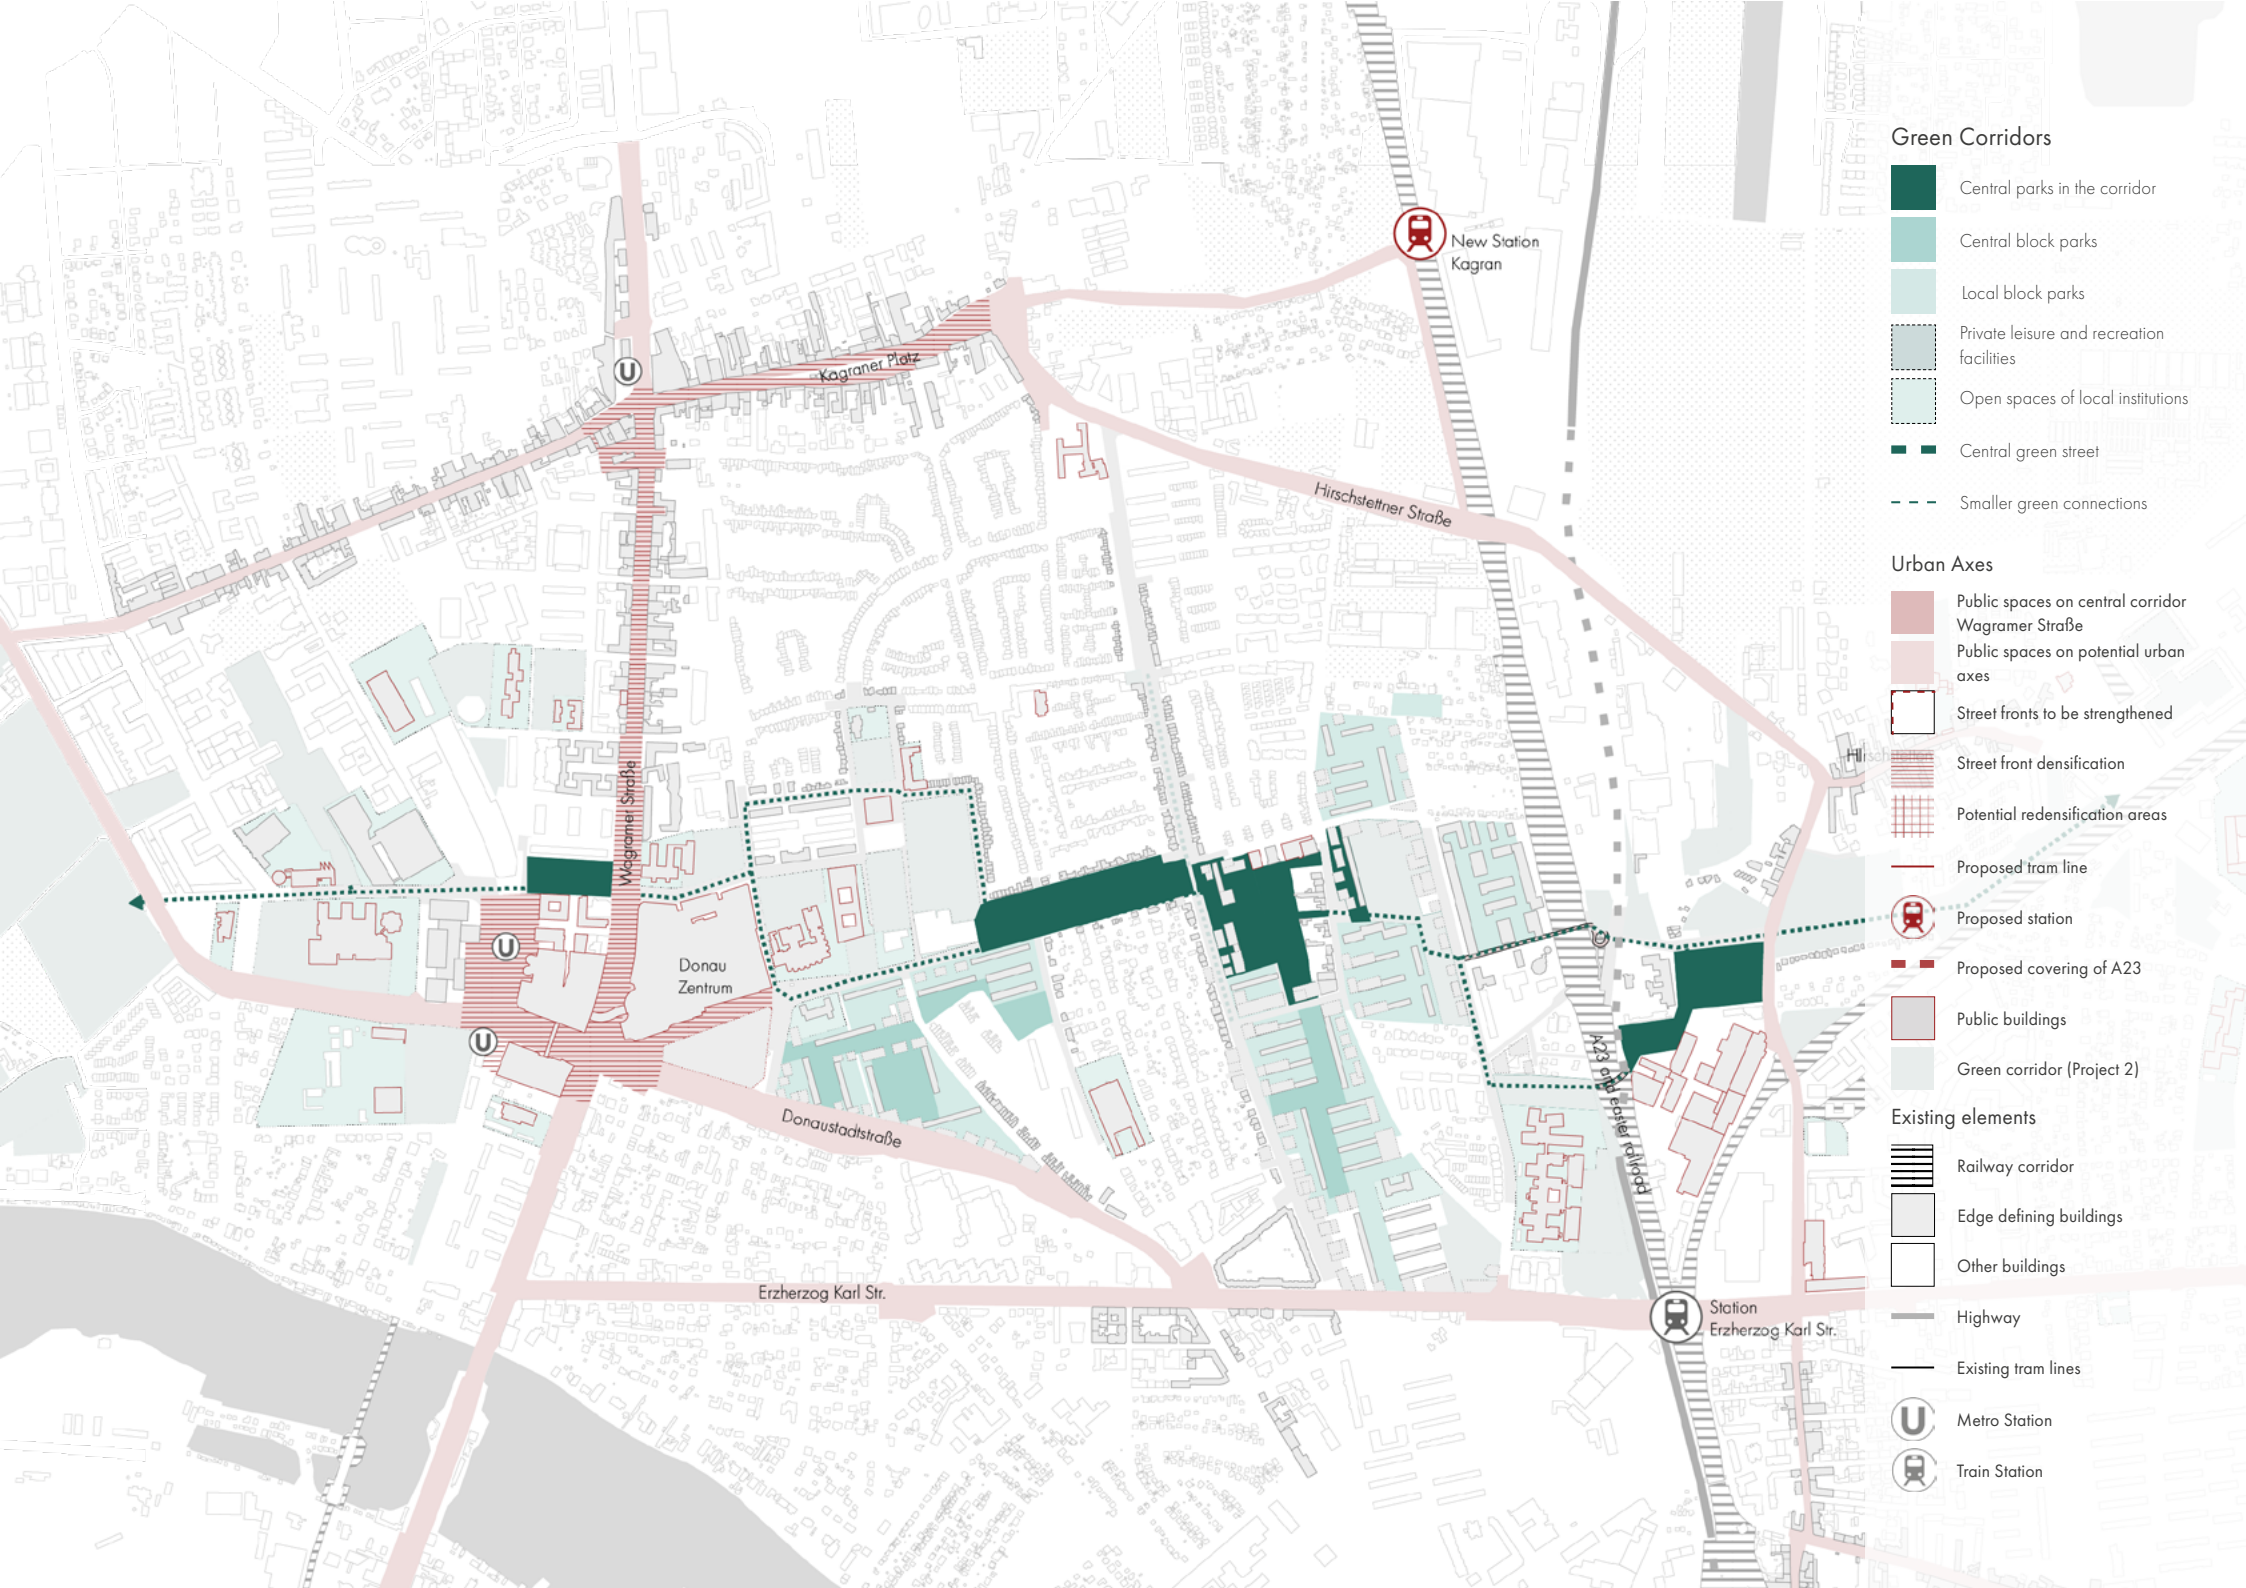 New Station
Kagran
Kagraner Platz
Hirschstettner Straße
Wagramer Straße
Donau
Zentrum
Donaustadtstraße
Erzherzog Karl Str.
A23 and easter railroad
Station
Erzherzog Karl Str.
U
U
U
Green Corridors
Central parks in the corridor
Central block parks
Local block parks
Private leisure and recreation
facilities
Open spaces of local institutions
Central green street
Smaller green connections
Urban Axes
Public spaces on central corridor
Wagramer Straße
Public spaces on potential urban
axes
Street fronts to be strengthened
Street front densification
Potential redensification areas
Proposed tram line
Proposed station
Proposed covering of A23
Public buildings
Green corridor (Project 2)
Existing elements
Railway corridor
Edge defining buildings
Other buildings
Highway
Existing tram lines
U
Metro Station
Train Station